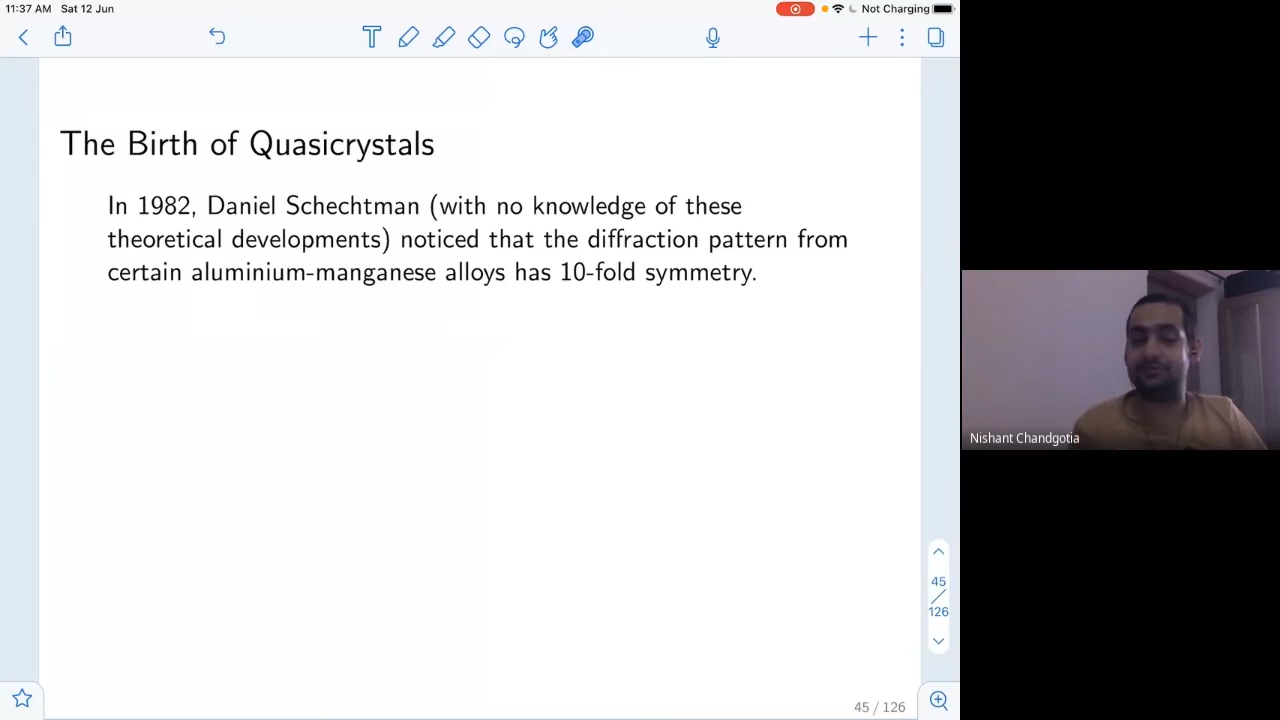 11:37 AM Sat 12 Jun
Not Charging
The Birth of Quasicrystals
In 1982, Daniel Schechtman (with no knowledge of these
theoretical developments) noticed that the diffraction pattern from
certain aluminium-manganese alloys has 10-fold symmetry.
Nishant Chandgotia
45
126
45 / 126